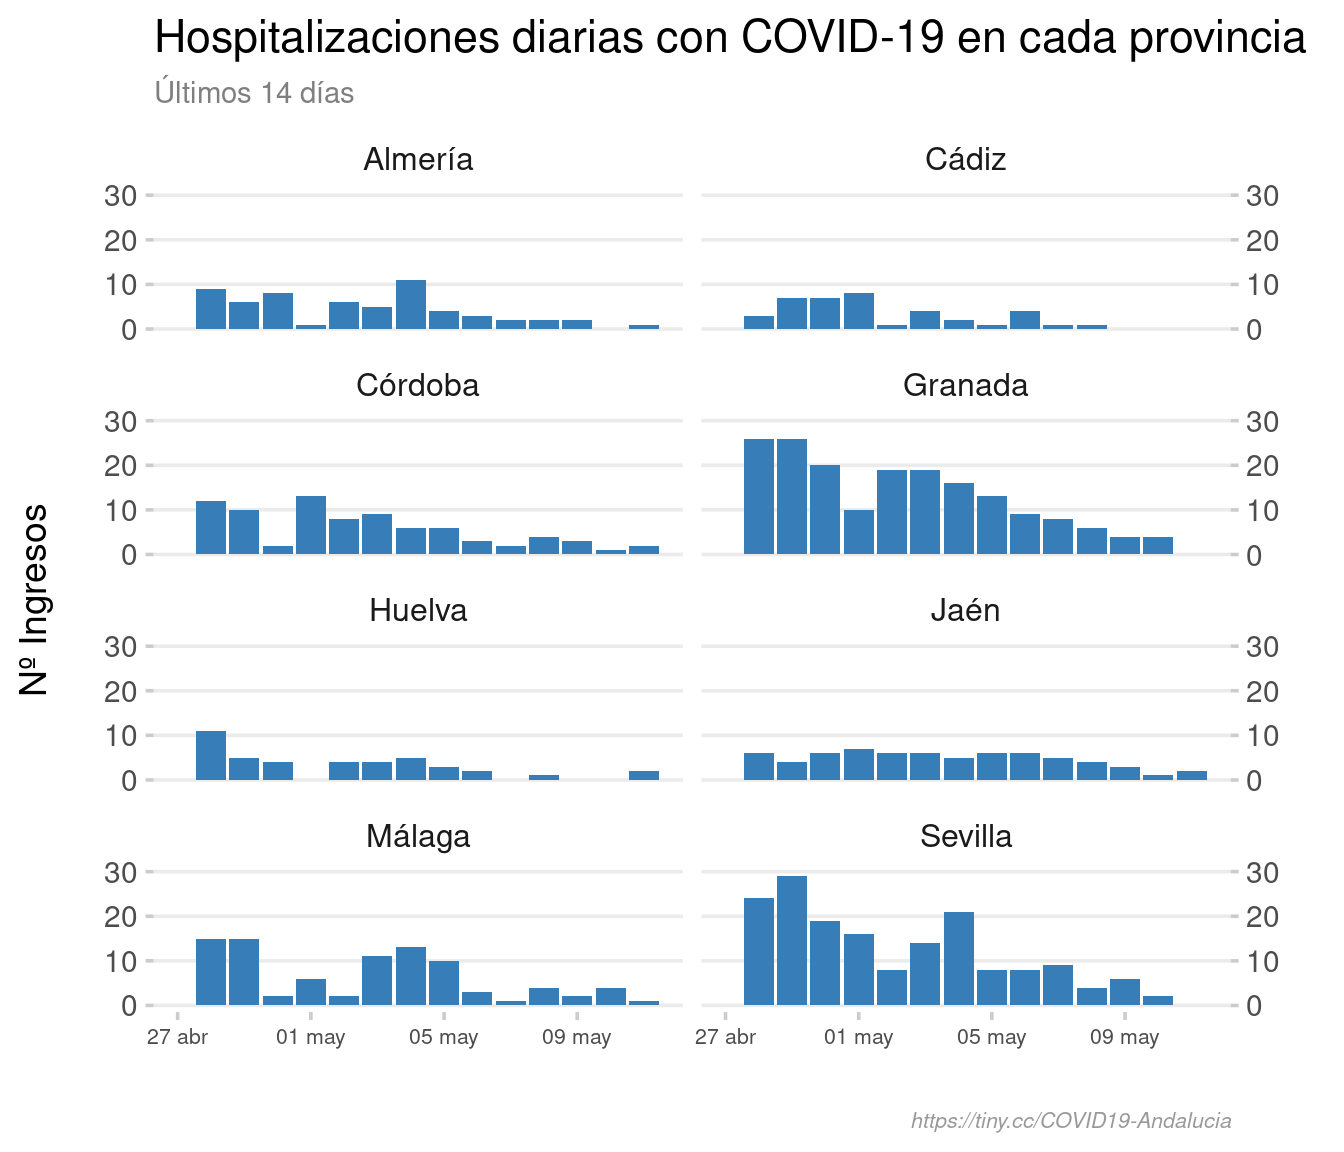 Hospitalizaciones diarias con COVID-19 en cada provincia
Últimos 14 días
Almería Cádiz
30 30
20 20
10 10
0 0
Córdoba Granada
30 30
20 20
10 10
0 0
Nº Ingresos
Huelva Jaén
30 30
20 20
10 10
0 0
Málaga Sevilla
30 30
20 20
10 10
0 0
27 abr 01 may 05 may 09 may 27 abr 01 may 05 may 09 may
https://tiny.cc/COVID19-Andalucia